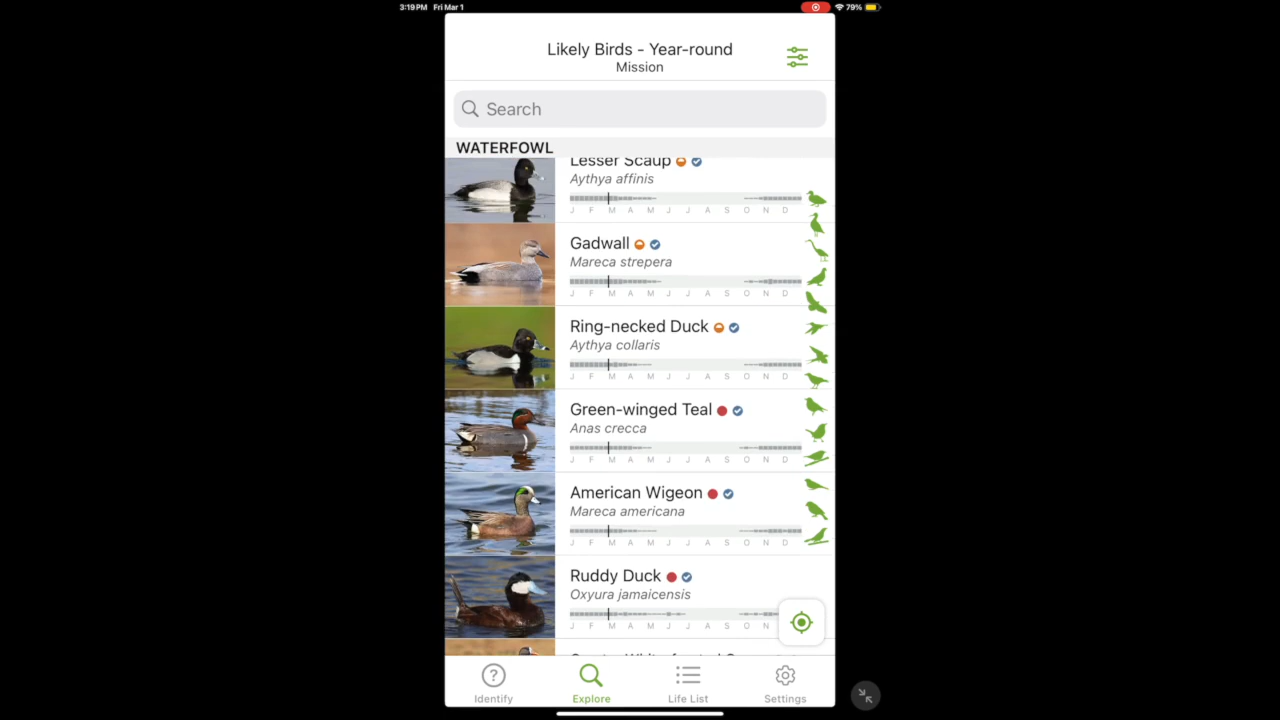 3:19 PM Fri Mar 1
79%
Likely Birds - Year-round
Mission
Search
WATERFOWL
Lesser Scaup
Aythya affinis
J F M A M J J A S O N D
Gadwall
Mareca strepera
J F M A M J J A S O N D
Ring-necked Duck
Aythya collaris
J F M A M J J A S O N D
Green-winged Teal
Anas crecca
J F M A M J J A S O N D
American Wigeon
Mareca americana
J F M A M J J A S O N D
Ruddy Duck
Oxyura jamaicensis
J F M A M J J A S O N D
Identify Explore Life List Settings